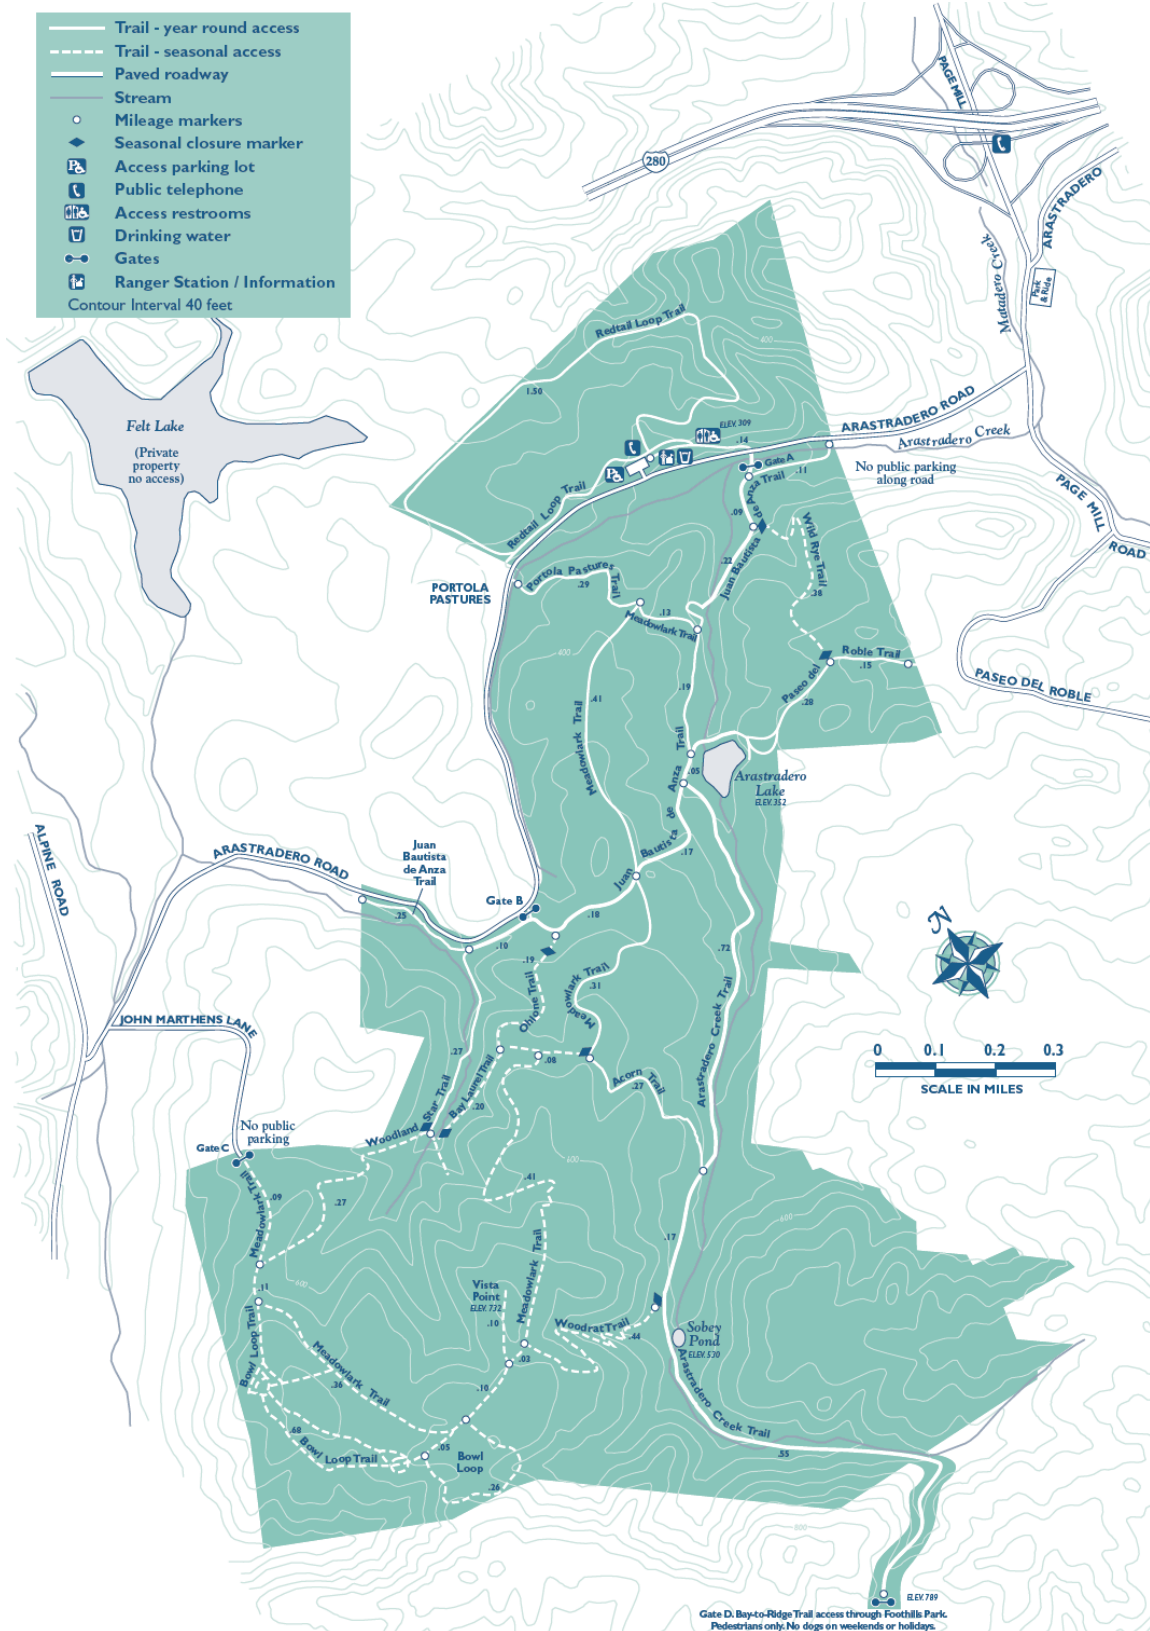 Trail - year round access
Trail - seasonal access
Paved roadway
Stream
Mileage markers
Seasonal closure marker
Access parking lot
Public telephone
Access restrooms
Drinking water
Gates
Ranger Station / Information
Contour Interval 40 feet
PAGE MILL
280
ARASTRADERO
Matadero Creek
Park
& Ride
Felt Lake
(Private
property
no access)
Redtail Loop Trail
400
1.50
ELEV. 309
.14
ARASTRADERO ROAD
Arastradero Creek
Gate A
.11
No public parking
along road
PAGE MILL
ROAD
Redtail Loop Trail
.09
Juan Bautista de Anza Trail
Wild Rye Trail
.22
.38
PORTOLA
PASTURES
Portola Pastures Trail
.29
.13
Meadowlark Trail
400
Roble Trail
.15
Paseo del
.28
PASEO DEL ROBLE
.41
.19
Meadowlark Trail
.05
Arastradero
Lake
ELEV. 352
Juan Bautista de Anza Trail
.17
ALPINE ROAD
ARASTRADERO ROAD
Juan
Bautista
de Anza
Trail
.25
Gate B
.18
.10
.19
.72
N
Ohlone Trail
Meadowlark Trail
.31
Arastradero Creek Trail
JOHN MARTHENS LANE
0 0.1 0.2 0.3
SCALE IN MILES
.27
.08
Bay Laurel Trail
.20
Acorn Trail
.27
Woodland Star Trail
No public
parking
Gate C
600
.41
.27
.09
Meadowlark Trail
600
.17
.11
600
Vista
Point
ELEV. 732
.10
Meadowlark Trail
Woodrat Trail
.44
Sobey
Pond
ELEV. 530
Bowl Loop Trail
Meadowlark Trail
.36
.03
.10
.68
Bowl Loop Trail
.05
Bowl
Loop
.26
Arastradero Creek Trail
.55
800
ELEV. 789
Gate D. Bay-to-Ridge Trail access through Foothills Park.
Pedestrians only. No dogs on weekends or holidays.